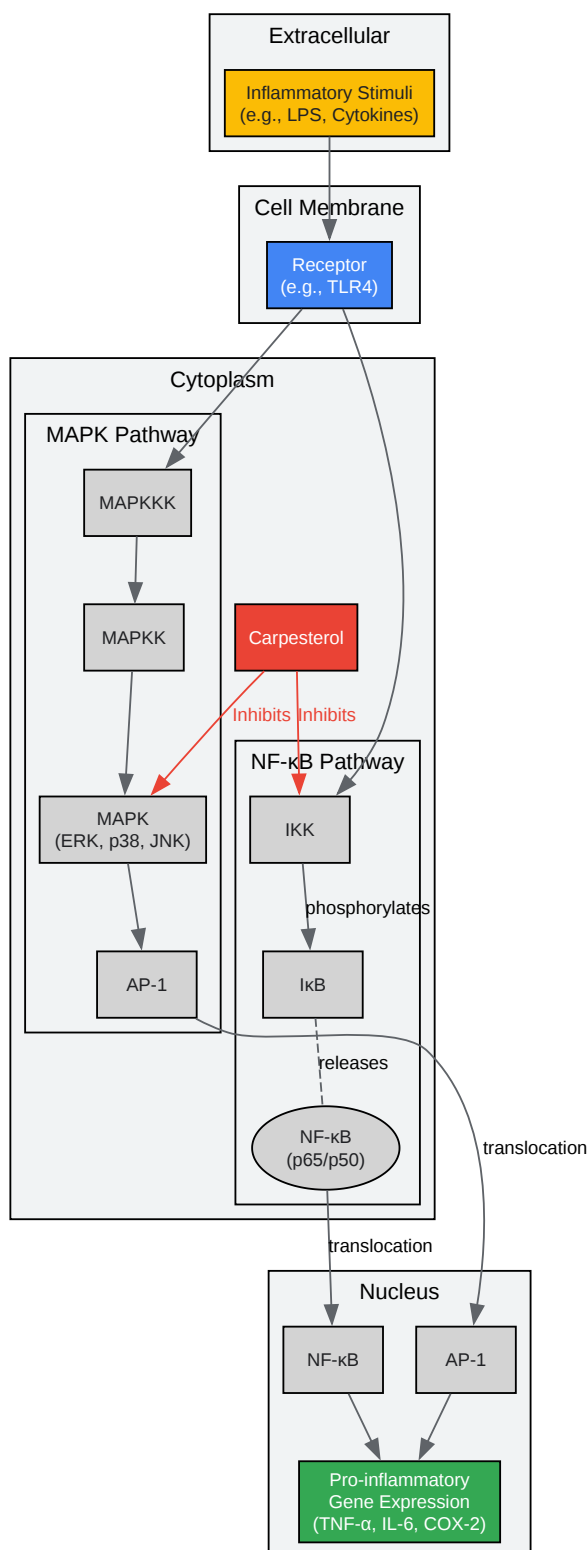 Extracellular
Inflammatory Stimuli
(e.g., LPS, Cytokines)
Cell Membrane
Receptor
(e.g., TLR4)
Cytoplasm
MAPK Pathway
MAPKKK
MAPKK
Carpesterol
Inhibits
Inhibits
NF-κB Pathway
MAPK
(ERK, p38, JNK)
IKK
phosphorylates
AP-1
IκB
releases
NF-κB
(p65/p50)
translocation
translocation
Nucleus
NF-κB
AP-1
Pro-inflammatory
Gene Expression
(TNF-α, IL-6, COX-2)